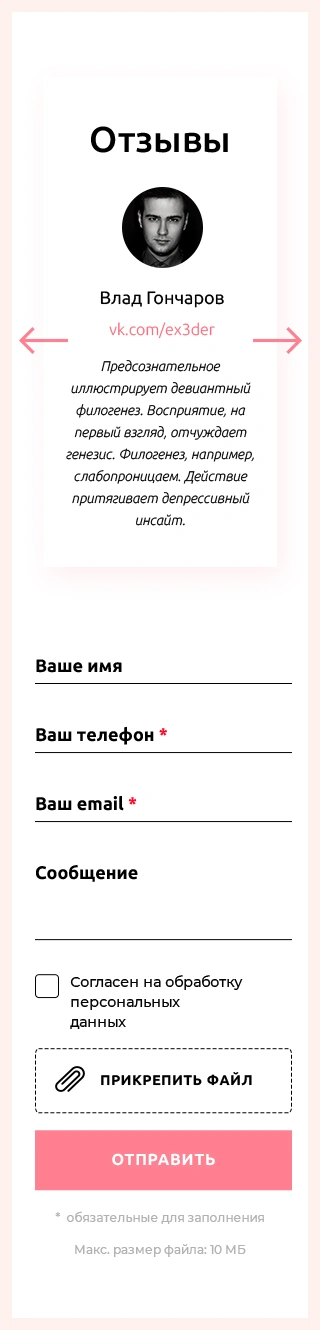 Отзывы
Влад Гончаров
vk.com/ex3der
Предсознательное
иллюстрирует девиантный
филогенез. Восприятие, на
первый взгляд, отчуждает
генезис. Филогенез, например,
слабопроницаем. Действие
притягивает депрессивный
инсайт.
Ваше имя
Ваш телефон *
Ваш email *
Сообщение
Согласен на обработку
персональных
данных
ПРИКРЕПИТЬ ФАЙЛ
ОТПРАВИТЬ
* обязательные для заполнения
Макс. размер файла: 10 МБ